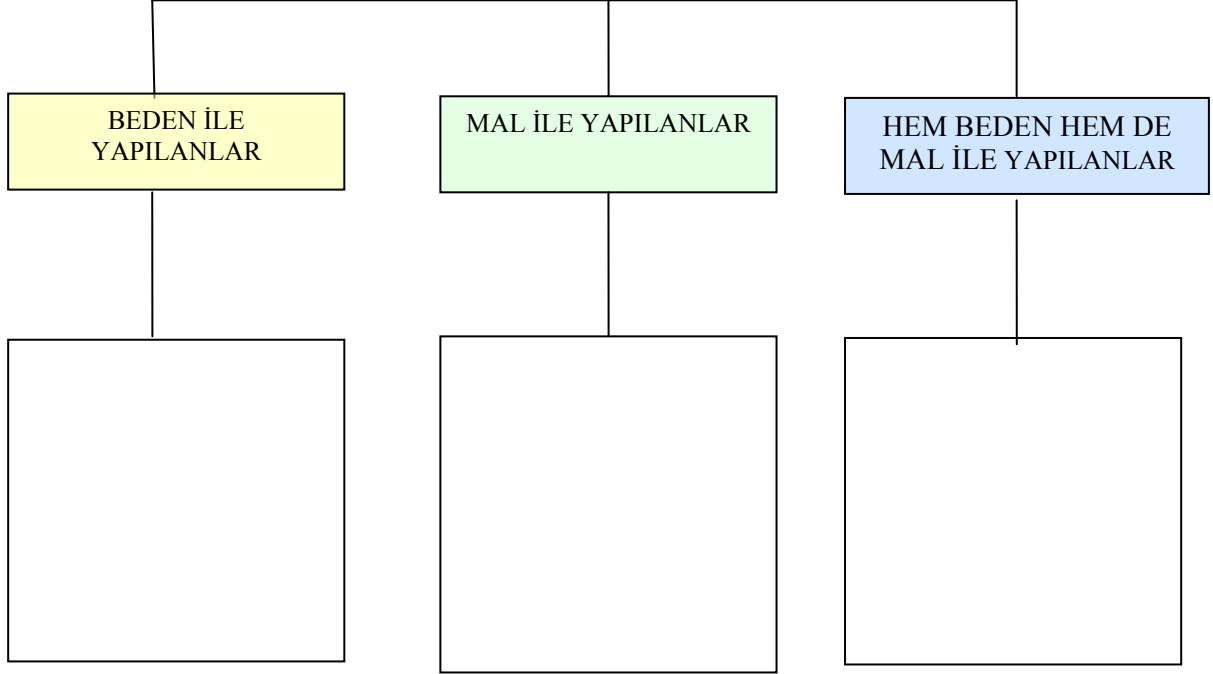 BEDEN İLE
YAPILANLAR
MAL İLE YAPILANLAR
HEM BEDEN HEM DE
MAL İLE YAPILANLAR